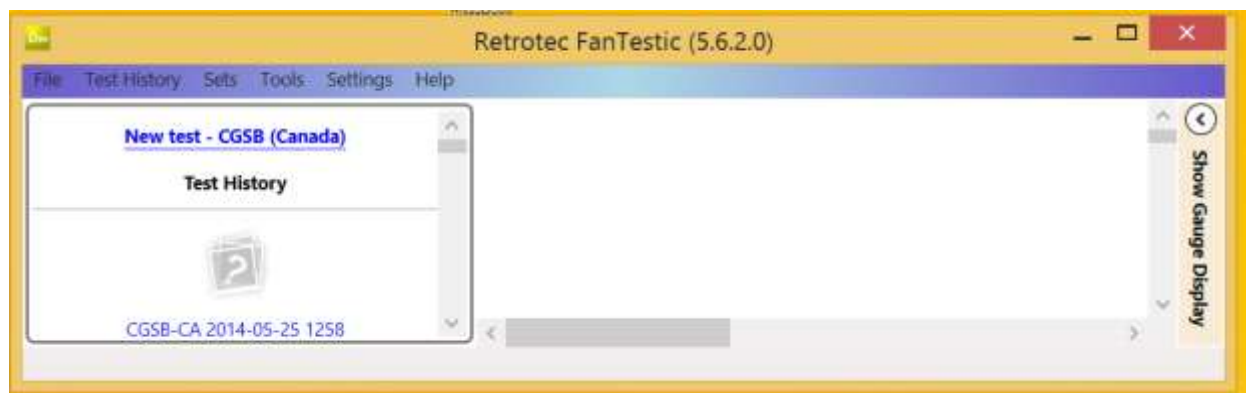 Retrotec FanTestic (5.6.2.0)
File Test History Sets Tools Settings Help
New test - CGSB (Canada)
Test History
CGSB-CA 2014-05-25 1258
Show Gauge Display